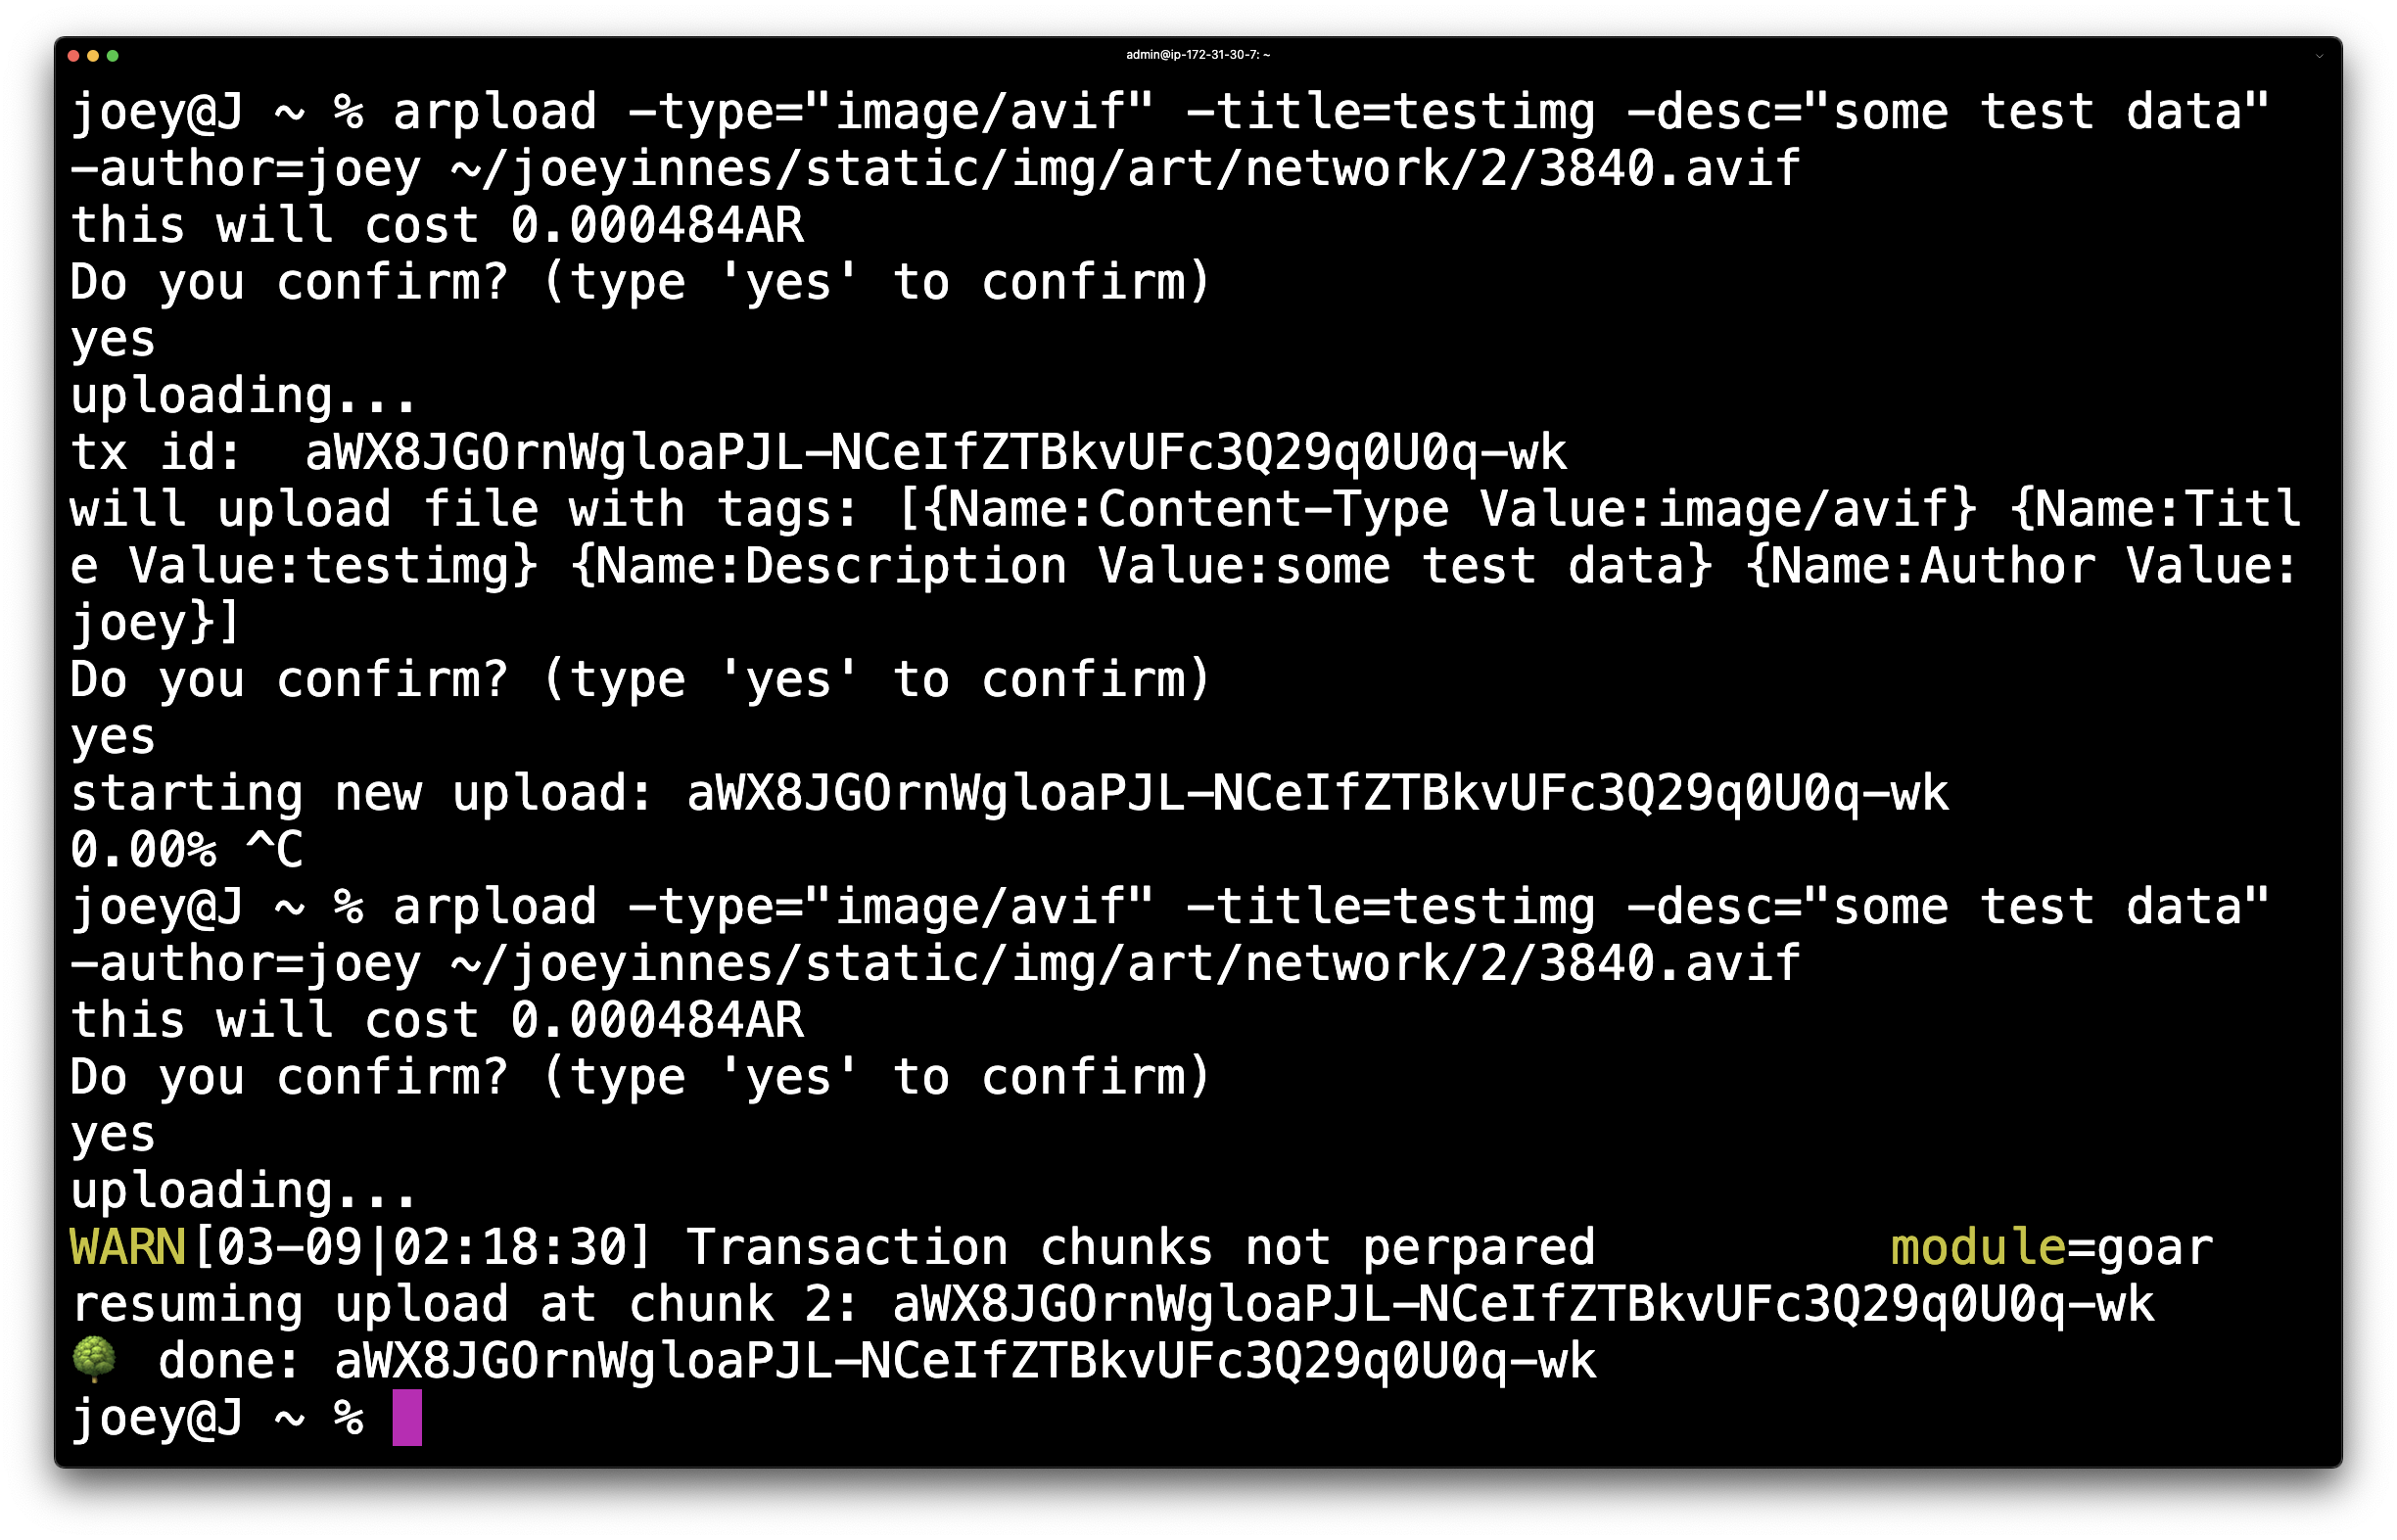 admin@ip-172-31-30-7: ~
joey@J ~ % arpload -type="image/avif" -title=testimg -desc="some test data"
-author=joey ~/joeyinnes/static/img/art/network/2/3840.avif
this will cost 0.000484AR
Do you confirm? (type 'yes' to confirm)
yes
uploading...
tx id:  aWX8JGOrnWgloaPJL-NCeIfZTBkvUFc3Q29q0U0q-wk
will upload file with tags: [{Name:Content-Type Value:image/avif} {Name:Titl
e Value:testimg} {Name:Description Value:some test data} {Name:Author Value:
joey}]
Do you confirm? (type 'yes' to confirm)
yes
starting new upload: aWX8JGOrnWgloaPJL-NCeIfZTBkvUFc3Q29q0U0q-wk
0.00% ^C
joey@J ~ % arpload -type="image/avif" -title=testimg -desc="some test data"
-author=joey ~/joeyinnes/static/img/art/network/2/3840.avif
this will cost 0.000484AR
Do you confirm? (type 'yes' to confirm)
yes
uploading...
WARN[03-09|02:18:30] Transaction chunks not perpared          module=goar
resuming upload at chunk 2: aWX8JGOrnWgloaPJL-NCeIfZTBkvUFc3Q29q0U0q-wk
🌳 done: aWX8JGOrnWgloaPJL-NCeIfZTBkvUFc3Q29q0U0q-wk
joey@J ~ %